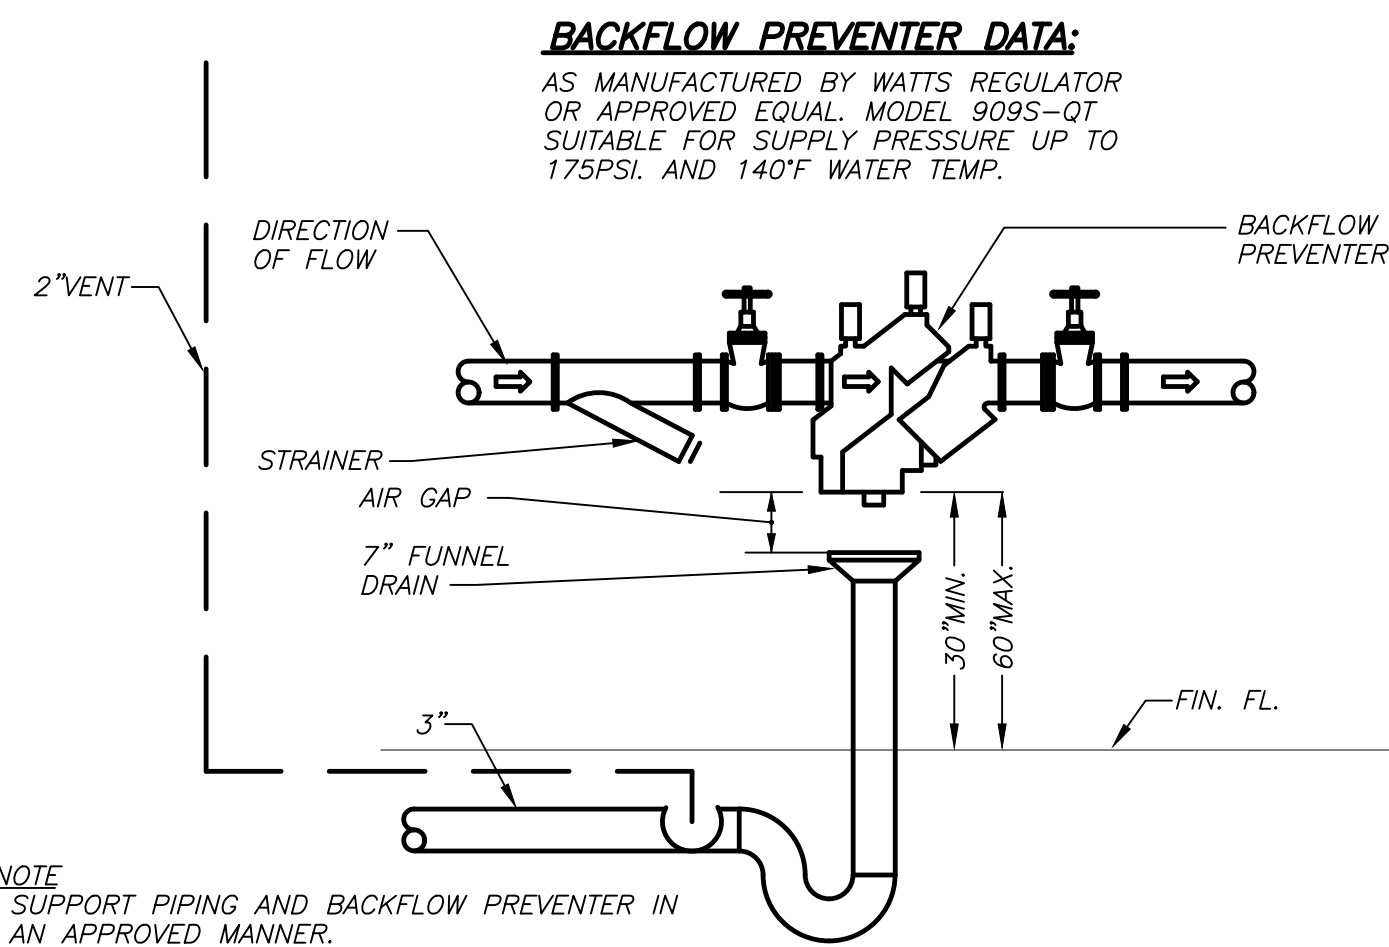 BACKFLOW PREVENTER DATA:
AS MANUFACTURED BY WATTS REGULATOR
OR APPROVED EQUAL. MODEL 909S-QT
SUITABLE FOR SUPPLY PRESSURE UP TO
175PSI. AND 140°F WATER TEMP.
DIRECTION
OF FLOW
BACKFLOW
PREVENTER
2"VENT
STRAINER
AIR GAP
7" FUNNEL
DRAIN
30"MIN.
60"MAX.
FIN. FL.
3"
NOTE
SUPPORT PIPING AND BACKFLOW PREVENTER IN
AN APPROVED MANNER.